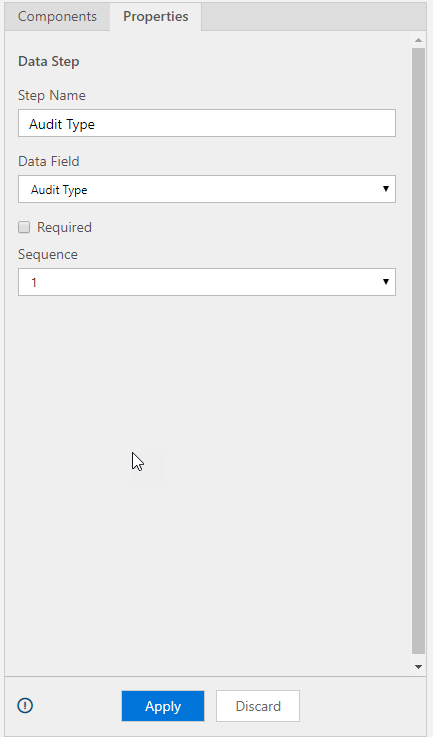 Components Properties
Data Step
Step Name
Audit Type
Data Field
Audit Type
Required
Sequence
1
Apply Discard